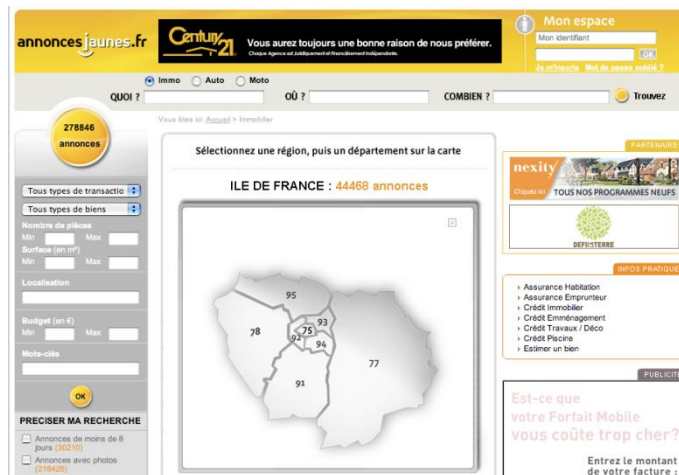 annoncesjaunes.fr
Century 21
Vous aurez toujours une bonne raison de nous préférer.
Chaque Agence est Juridiquement et Financièrement Indépendante.
Mon espace
Mon identifiant
OK
Je m'inscris Mot de passe oublié ?
Immo Auto Moto
QUOI ? OÙ ? COMBIEN ? Trouvez
278846
annonces
Tous types de transactio
Tous types de biens
Nombre de pièces
Min Max
Surface (en m²)
Min Max
Localisation
Budget (en €)
Min Max
Mots-clés
OK
PRECISER MA RECHERCHE
Annonces de moins de 8
jours (30210)
Annonces avec photos
(218426)
Vous êtes ici: Accueil > Immobilier
Sélectionnez une région, puis un département sur la carte
ILE DE FRANCE : 44468 annonces
95
78
93
75
92
94
77
91
PARTENAIRE
nexity
Cliquez ici TOUS NOS PROGRAMMES NEUFS
INFOS PRATIQUE
› Assurance Habitation
› Assurance Emprunteur
› Crédit Immobilier
› Crédit Emménagement
› Crédit Travaux / Déco
› Crédit Piscine
› Estimer un bien
PUBLICIT
Est-ce que
votre Forfait Mobile
vous coûte trop cher?
Entrez le montant
de votre facture :